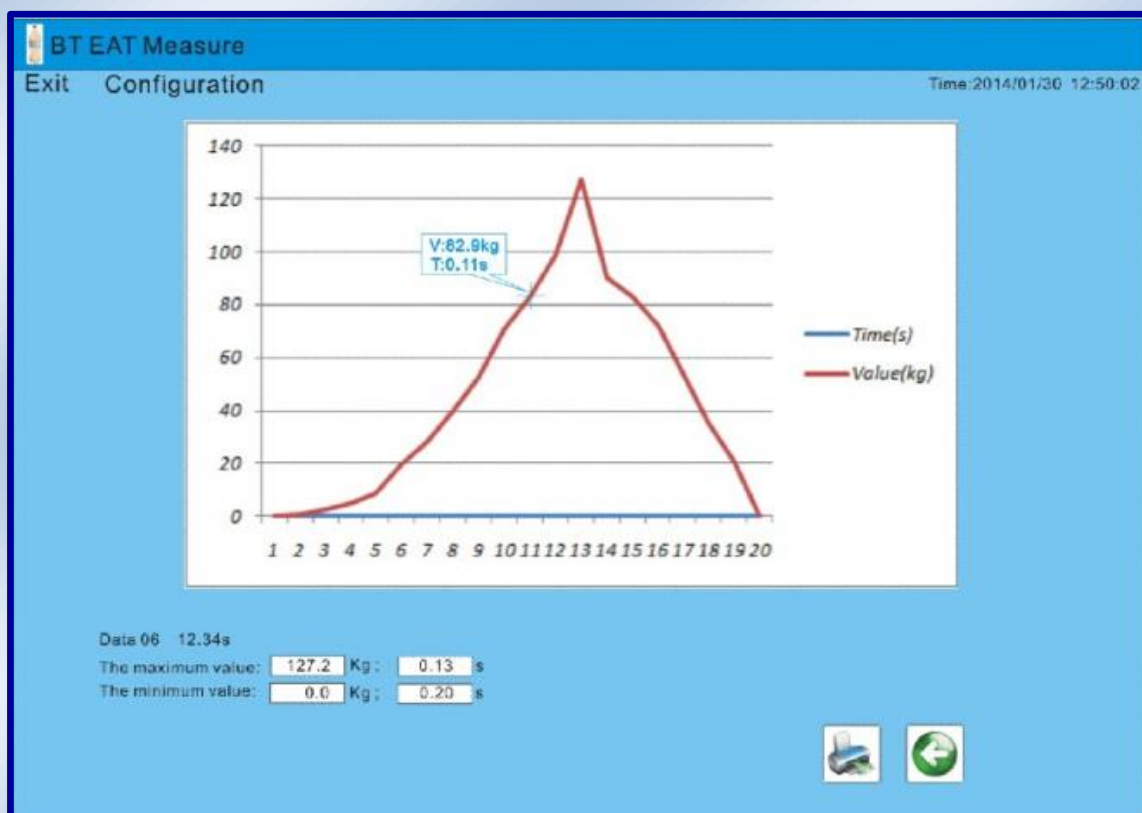 BT EAT Measure
Exit Configuration
Time:2014/01/30 12:50:02
140
120
100
80
60
40
20
0
V:82.9kg
T:0.11s
Time(s)
Value(kg)
1 2 3 4 5 6 7 8 9 10 11 12 13 14 15 16 17 18 19 20
Data 06 12.34s
The maximum value: 127.2 Kg: 0.13 s
The minimum value: 0.0 Kg: 0.20 s